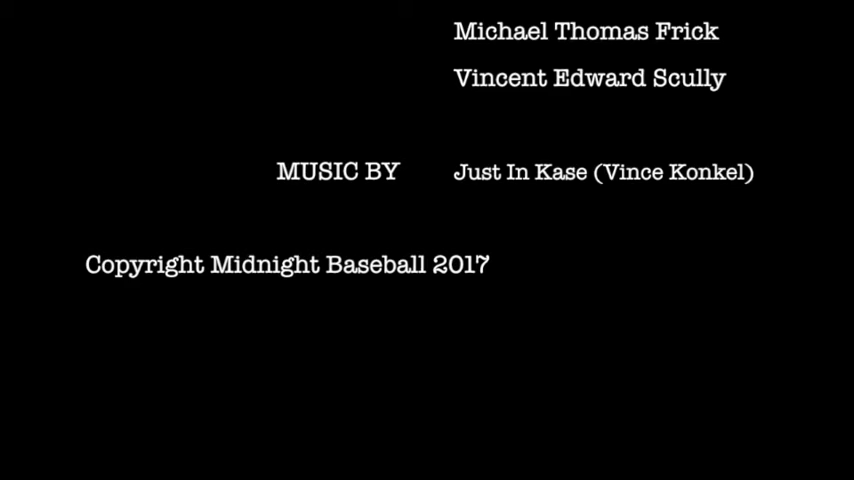 Michael Thomas Frick
Vincent Edward Scully
MUSIC BY Just In Kase (Vince Konkel)
Copyright Midnight Baseball 2017